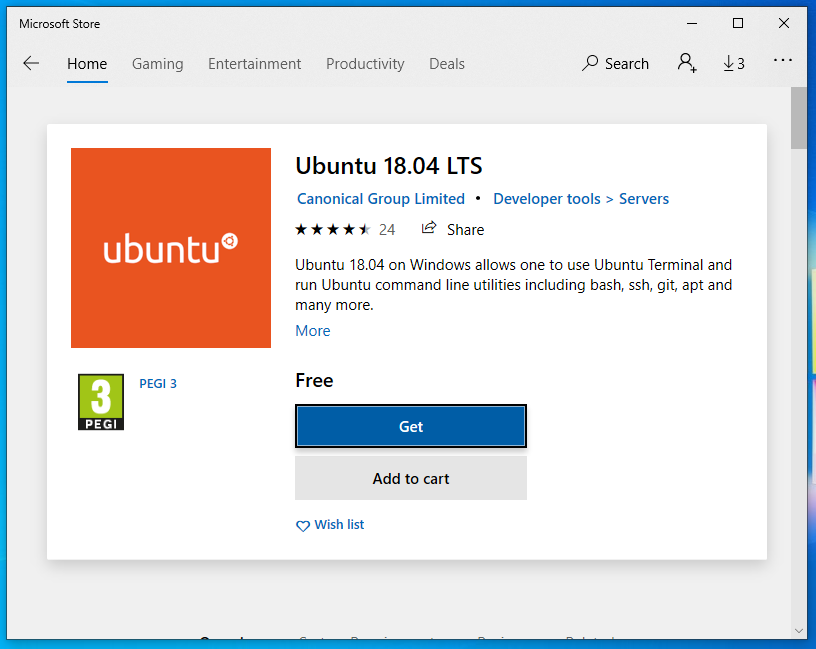 Microsoft Store
Home Gaming Entertainment Productivity Deals Search 3
Ubuntu 18.04 LTS
Canonical Group Limited • Developer tools > Servers
24 Share
ubuntu
Ubuntu 18.04 on Windows allows one to use Ubuntu Terminal and
run Ubuntu command line utilities including bash, ssh, git, apt and
many more.
More
3
PEGI
PEGI 3
Free
Get
Add to cart
Wish list